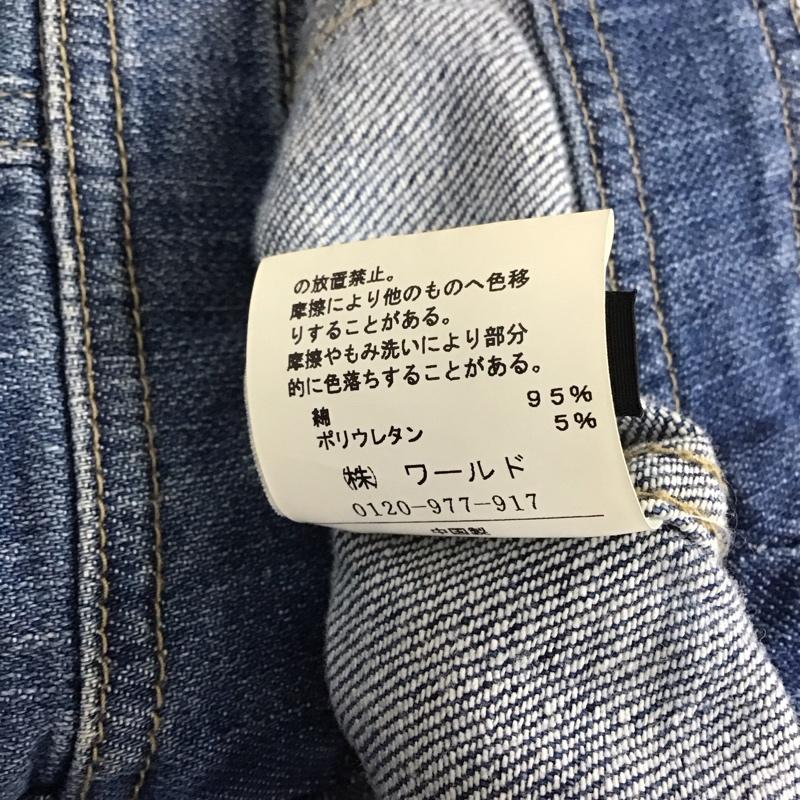 の放置禁止。
摩擦により他のものへ色移
りすることがある。
摩擦やもみ洗いにより部分
的に色落ちすることがある。
綿 95%
ポリウレタン 5%
㈱ ワールド
0120-977-917
中国製